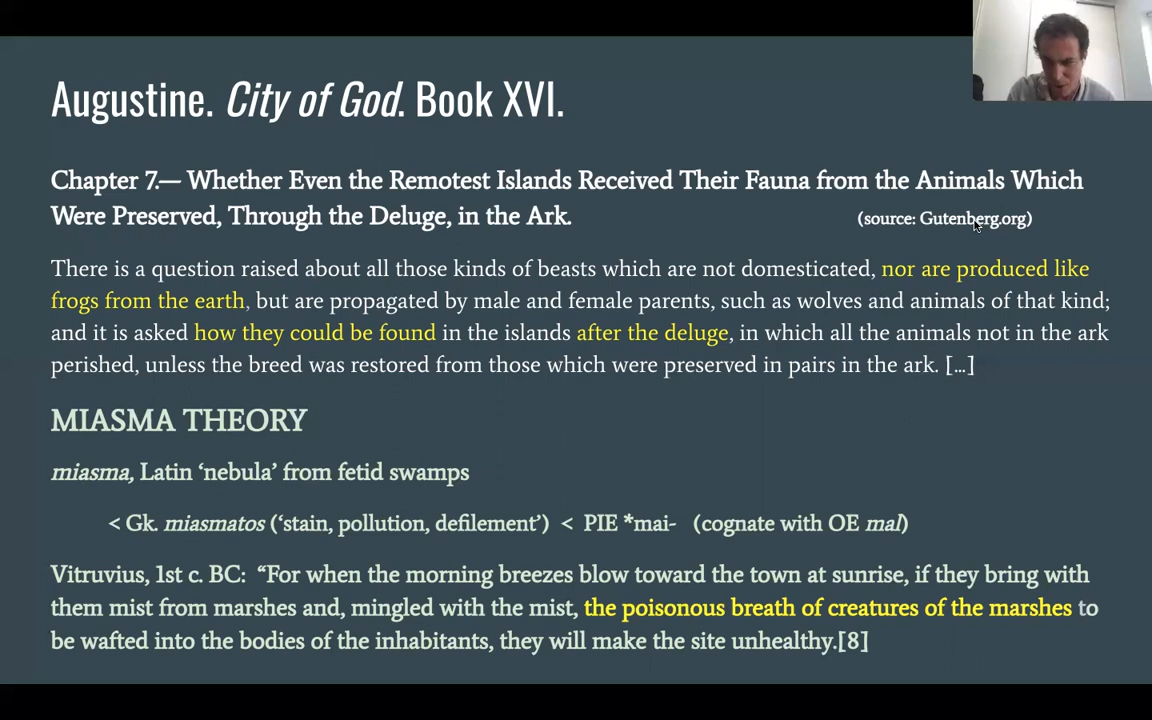 Augustine. City of God. Book XVI.
Chapter 7.— Whether Even the Remotest Islands Received Their Fauna from the Animals Which
Were Preserved, Through the Deluge, in the Ark. (source: Gutenberg.org)
There is a question raised about all those kinds of beasts which are not domesticated, nor are produced like
frogs from the earth, but are propagated by male and female parents, such as wolves and animals of that kind;
and it is asked how they could be found in the islands after the deluge, in which all the animals not in the ark
perished, unless the breed was restored from those which were preserved in pairs in the ark. [...]
MIASMA THEORY
miasma, Latin ‘nebula’ from fetid swamps
< Gk. miasmatos (‘stain, pollution, defilement’) < PIE *mai- (cognate with OE mal)
Vitruvius, 1st c. BC: “For when the morning breezes blow toward the town at sunrise, if they bring with
them mist from marshes and, mingled with the mist, the poisonous breath of creatures of the marshes to
be wafted into the bodies of the inhabitants, they will make the site unhealthy.[8]